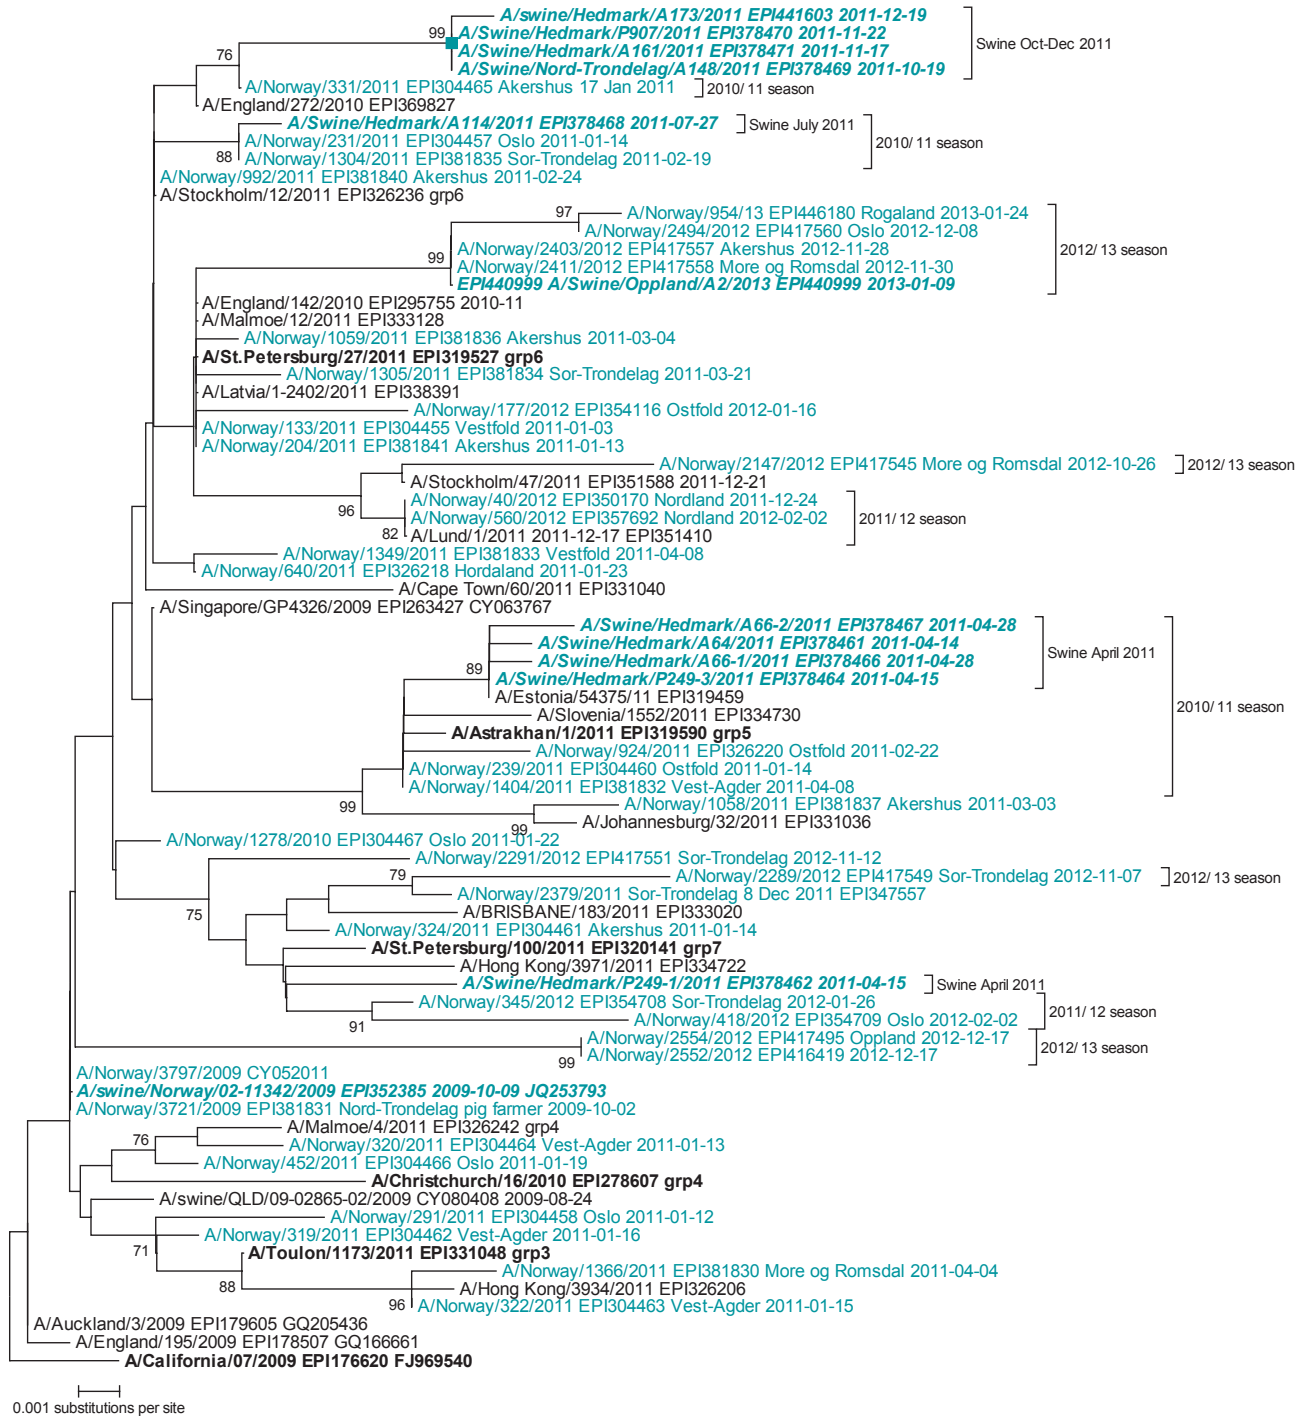 A/swine/Hedmark/A173/2011 EPI441603 2011-12-19
99
A/Swine/Hedmark/P907/2011 EPI378470 2011-11-22
Swine Oct-Dec 2011
76
A/Swine/Hedmark/A161/2011 EPI378471 2011-11-17
A/Swine/Nord-Trondelag/A148/2011 EPI378469 2011-10-19
A/Norway/331/2011 EPI304465 Akershus 17 Jan 2011
2010/ 11 season
A/England/272/2010 EPI369827
A/Swine/Hedmark/A114/2011 EPI378468 2011-07-27
Swine July 2011
A/Norway/231/2011 EPI304457 Oslo 2011-01-14
2010/ 11 season
88
A/Norway/1304/2011 EPI381835 Sor-Trondelag 2011-02-19
A/Norway/992/2011 EPI381840 Akershus 2011-02-24
A/Stockholm/12/2011 EPI326236 grp6
97
A/Norway/954/13 EPI446180 Rogaland 2013-01-24
A/Norway/2494/2012 EPI417560 Oslo 2012-12-08
A/Norway/2403/2012 EPI417557 Akershus 2012-11-28
2012/ 13 season
99
A/Norway/2411/2012 EPI417558 More og Romsdal 2012-11-30
EPI440999 A/Swine/Oppland/A2/2013 EPI440999 2013-01-09
A/England/142/2010 EPI295755 2010-11
A/Malmoe/12/2011 EPI333128
A/Norway/1059/2011 EPI381836 Akershus 2011-03-04
A/St.Petersburg/27/2011 EPI319527 grp6
A/Norway/1305/2011 EPI381834 Sor-Trondelag 2011-03-21
A/Latvia/1-2402/2011 EPI338391
A/Norway/177/2012 EPI354116 Ostfold 2012-01-16
A/Norway/133/2011 EPI304455 Vestfold 2011-01-03
A/Norway/204/2011 EPI381841 Akershus 2011-01-13
A/Norway/2147/2012 EPI417545 More og Romsdal 2012-10-26
2012/ 13 season
A/Stockholm/47/2011 EPI351588 2011-12-21
A/Norway/40/2012 EPI350170 Nordland 2011-12-24
96
A/Norway/560/2012 EPI357692 Nordland 2012-02-02
2011/ 12 season
82
A/Lund/1/2011 2011-12-17 EPI351410
A/Norway/1349/2011 EPI381833 Vestfold 2011-04-08
A/Norway/640/2011 EPI326218 Hordaland 2011-01-23
A/Cape Town/60/2011 EPI331040
A/Singapore/GP4326/2009 EPI263427 CY063767
A/Swine/Hedmark/A66-2/2011 EPI378467 2011-04-28
A/Swine/Hedmark/A64/2011 EPI378461 2011-04-14
Swine April 2011
A/Swine/Hedmark/A66-1/2011 EPI378466 2011-04-28
89
A/Swine/Hedmark/P249-3/2011 EPI378464 2011-04-15
A/Estonia/54375/11 EPI319459
2010/ 11 season
A/Slovenia/1552/2011 EPI334730
A/Astrakhan/1/2011 EPI319590 grp5
A/Norway/924/2011 EPI326220 Ostfold 2011-02-22
A/Norway/239/2011 EPI304460 Ostfold 2011-01-14
A/Norway/1404/2011 EPI381832 Vest-Agder 2011-04-08
99
A/Norway/1058/2011 EPI381837 Akershus 2011-03-03
A/Johannesburg/32/2011 EPI331036
99
A/Norway/1278/2010 EPI304467 Oslo 2011-01-22
A/Norway/2291/2012 EPI417551 Sor-Trondelag 2012-11-12
79
A/Norway/2289/2012 EPI417549 Sor-Trondelag 2012-11-07
2012/ 13 season
A/Norway/2379/2011 Sor-Trondelag 8 Dec 2011 EPI347557
75
A/BRISBANE/183/2011 EPI333020
A/Norway/324/2011 EPI304461 Akershus 2011-01-14
A/St.Petersburg/100/2011 EPI320141 grp7
A/Hong Kong/3971/2011 EPI334722
A/Swine/Hedmark/P249-1/2011 EPI378462 2011-04-15
Swine April 2011
A/Norway/345/2012 EPI354708 Sor-Trondelag 2012-01-26
2011/ 12 season
91
A/Norway/418/2012 EPI354709 Oslo 2012-02-02
A/Norway/2554/2012 EPI417495 Oppland 2012-12-17
2012/ 13 season
99
A/Norway/2552/2012 EPI416419 2012-12-17
A/Norway/3797/2009 CY052011
A/swine/Norway/02-11342/2009 EPI352385 2009-10-09 JQ253793
A/Norway/3721/2009 EPI381831 Nord-Trondelag pig farmer 2009-10-02
A/Malmoe/4/2011 EPI326242 grp4
76
A/Norway/320/2011 EPI304464 Vest-Agder 2011-01-13
A/Norway/452/2011 EPI304466 Oslo 2011-01-19
A/Christchurch/16/2010 EPI278607 grp4
A/swine/QLD/09-02865-02/2009 CY080408 2009-08-24
A/Norway/291/2011 EPI304458 Oslo 2011-01-12
A/Norway/319/2011 EPI304462 Vest-Agder 2011-01-16
71
A/Toulon/1173/2011 EPI331048 grp3
A/Norway/1366/2011 EPI381830 More og Romsdal 2011-04-04
88
A/Hong Kong/3934/2011 EPI326206
96
A/Norway/322/2011 EPI304463 Vest-Agder 2011-01-15
A/Auckland/3/2009 EPI179605 GQ205436
A/England/195/2009 EPI178507 GQ166661
A/California/07/2009 EPI176620 FJ969540
0.001 substitutions per site